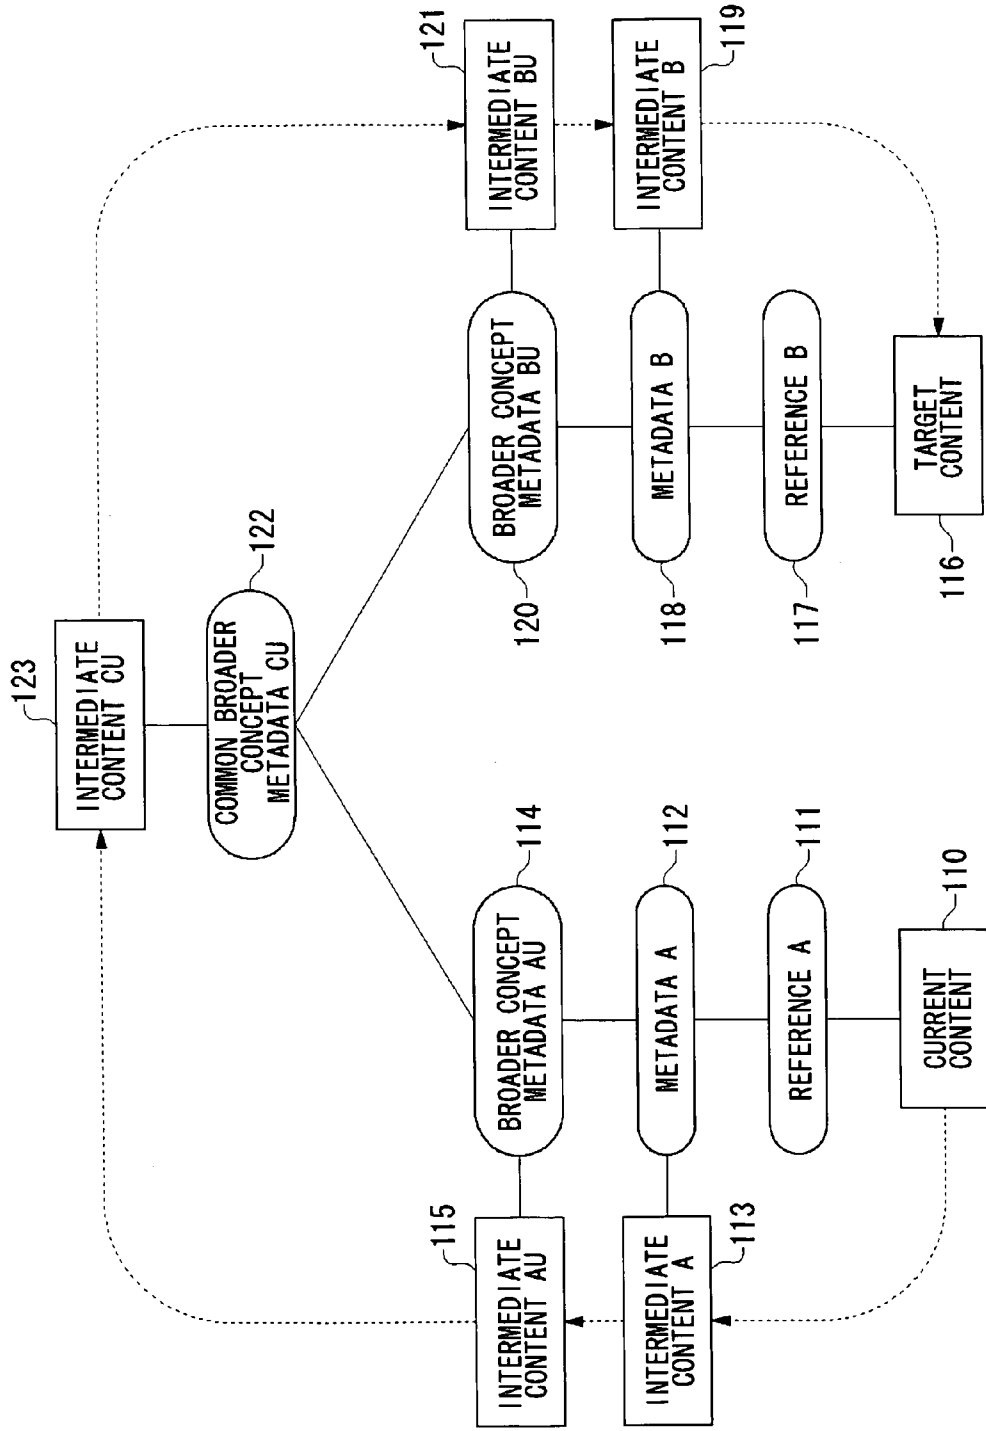 123
INTERMEDIATE
CONTENT CU
COMMON BROADER
CONCEPT
METADATA CU
122
115
INTERMEDIATE
CONTENT AU
BROADER CONCEPT
METADATA AU
114
120
BROADER CONCEPT
METADATA BU
INTERMEDIATE
CONTENT BU
121
INTERMEDIATE
CONTENT A
113
METADATA A
112
118
METADATA B
INTERMEDIATE
CONTENT B
119
REFERENCE A
111
117
REFERENCE B
CURRENT
CONTENT
110
116
TARGET
CONTENT